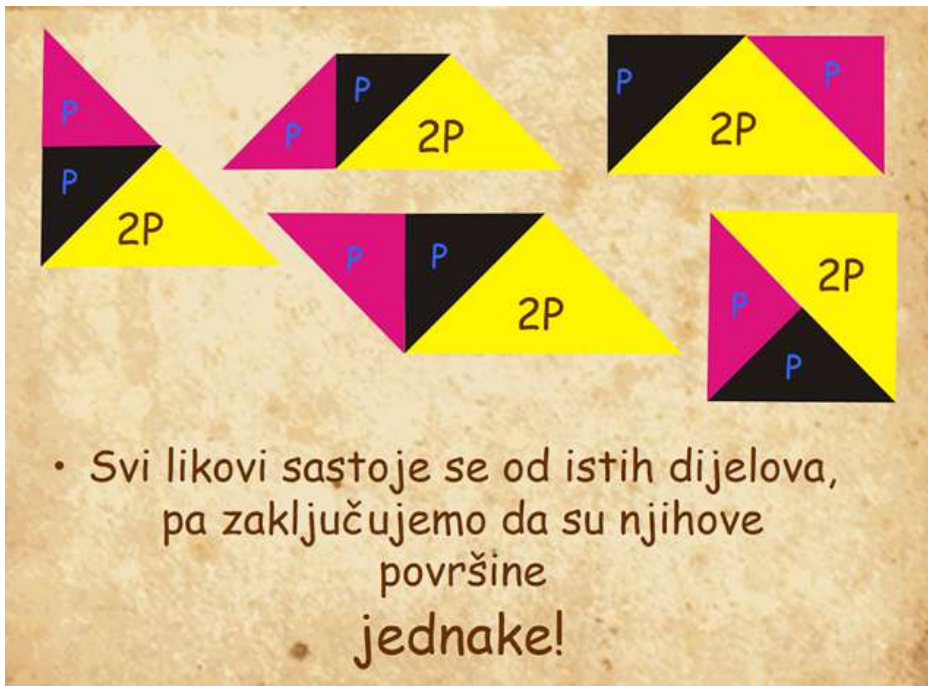 P
P
2P
P
P
2P
P
2P
P
P
P
2P
2P
P
P
• Svi likovi sastoje se od istih dijelova,
pa zaključujemo da su njihove
površine
jednake!